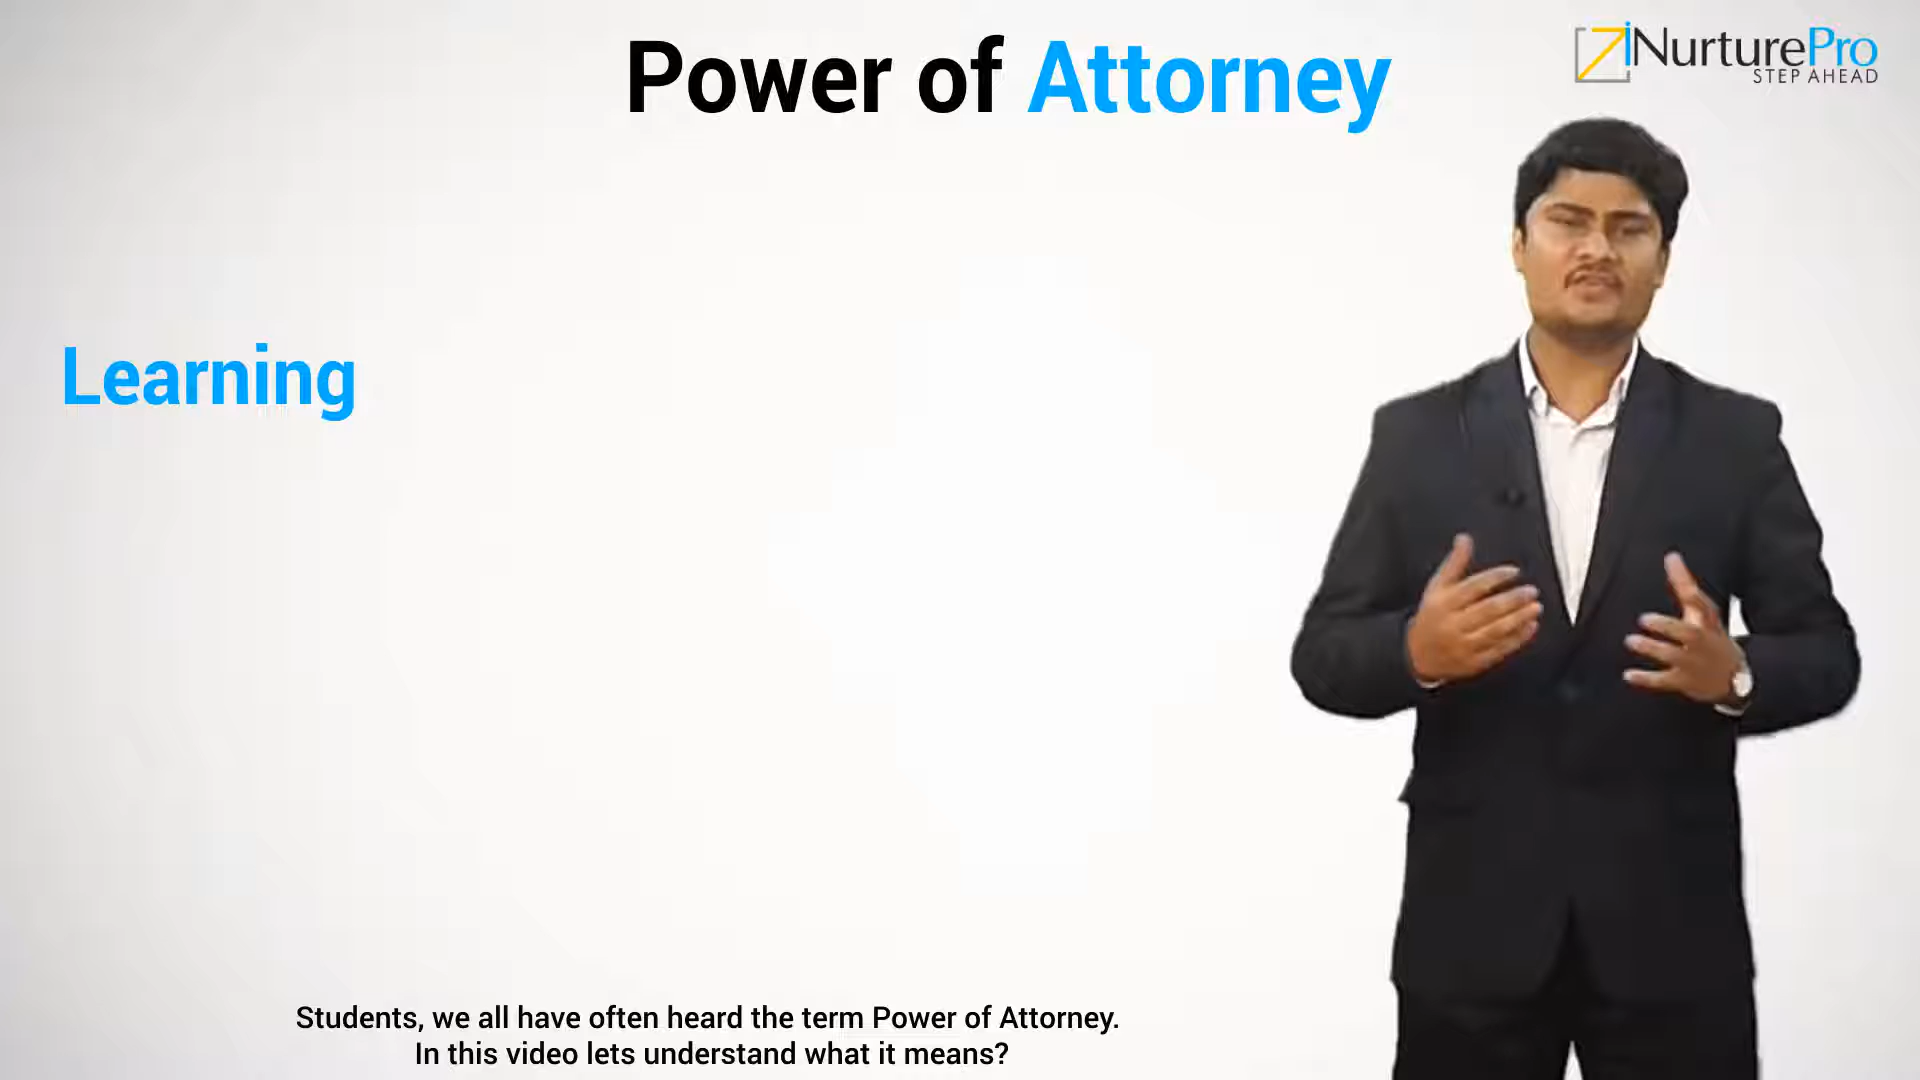 Power of Attorney
iNurturePro
STEP AHEAD
Learning
Students, we all have often heard the term Power of Attorney.
In this video lets understand what it means?